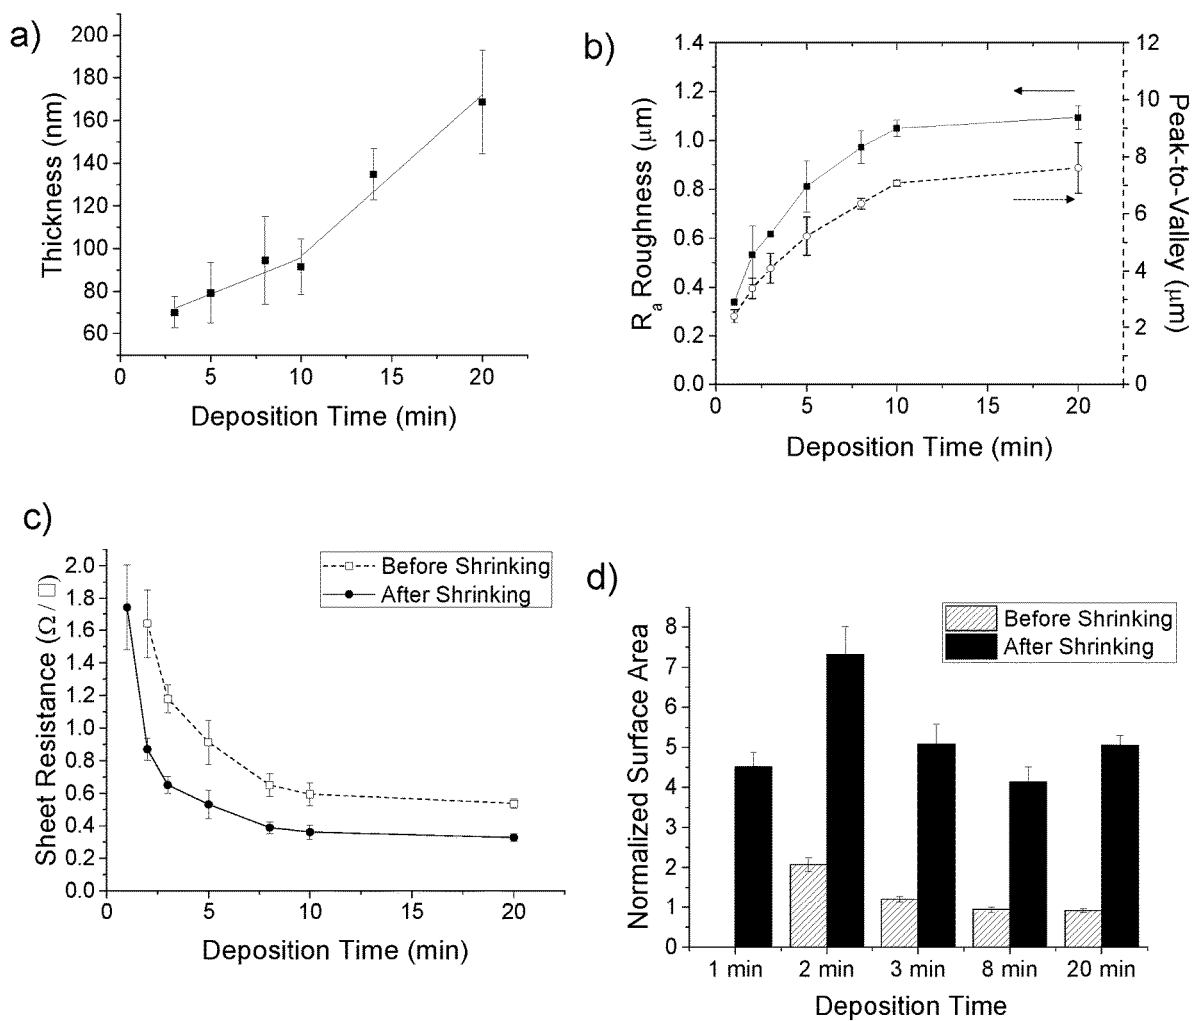 a)
200
180
160
140
120
100
80
60
Thickness (nm)
0 5 10 15 20
Deposition Time (min)
b)
1.4
1.2
1.0
0.8
0.6
0.4
0.2
0.0
Ra Roughness (μm)
12
10
8
6
4
2
0
Peak-to-Valley (μm)
0 5 10 15 20
Deposition Time (min)
c)
2.0
1.8
1.6
1.4
1.2
1.0
0.8
0.6
0.4
0.2
0.0
Sheet Resistance (Ω / □)
Before Shrinking
After Shrinking
0 5 10 15 20
Deposition Time (min)
d)
8
7
6
5
4
3
2
1
0
Normalized Surface Area
Before Shrinking
After Shrinking
1 min 2 min 3 min 8 min 20 min
Deposition Time